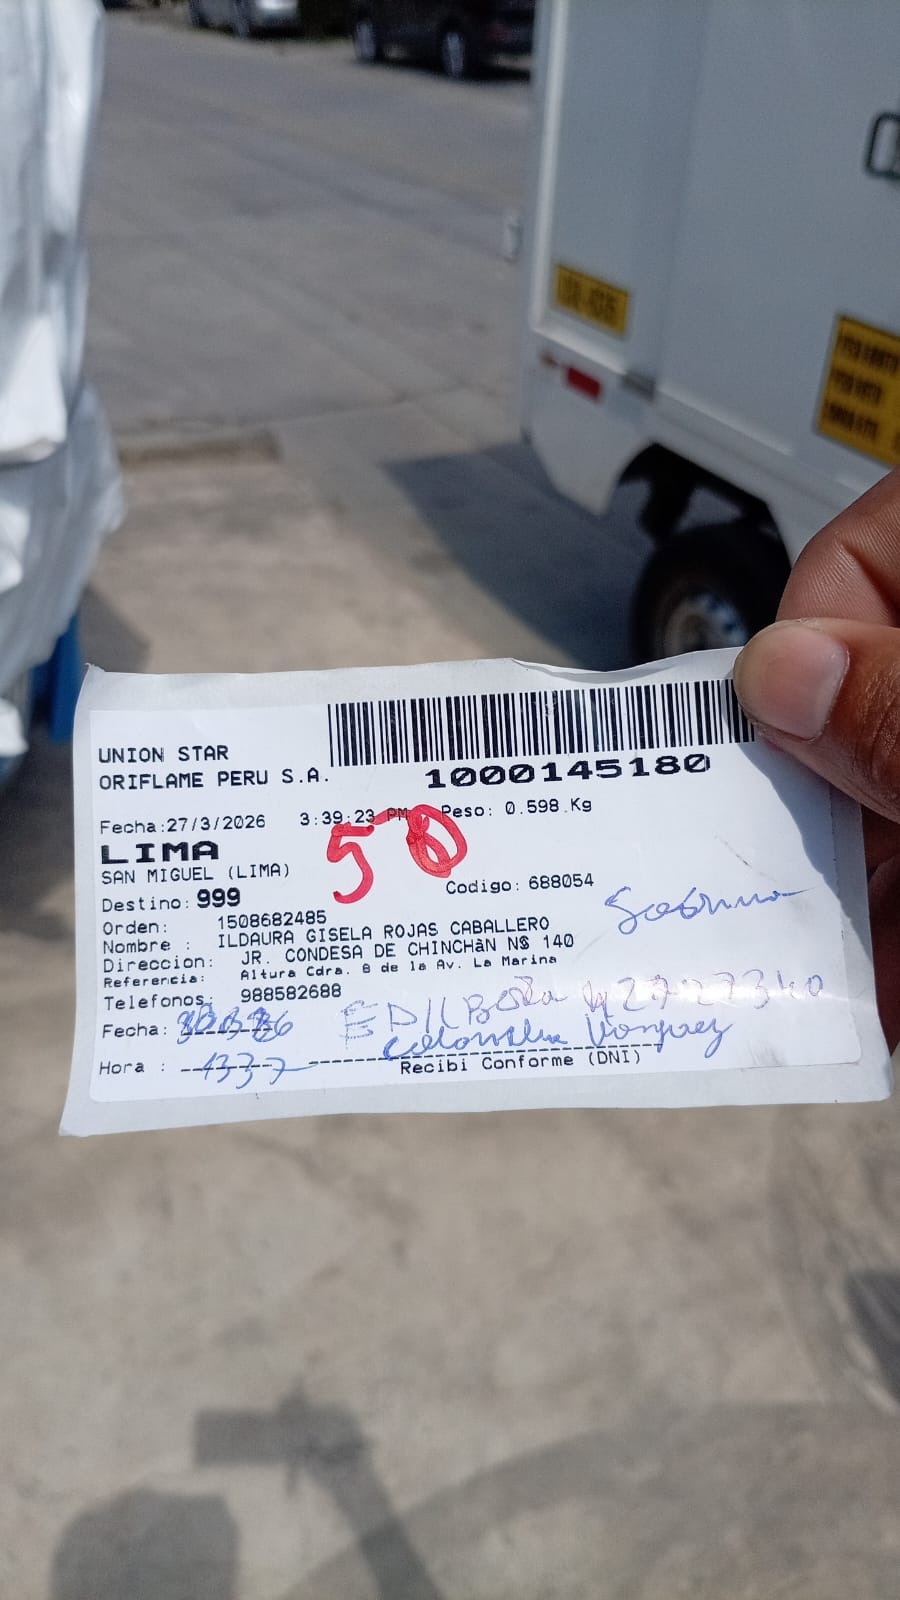 UNION STAR
ORIFLAME PERU S.A.
1000145180
Fecha:27/3/2026 3:39:23 PM Peso: 0.598 Kg
LIMA
50
SAN MIGUEL (LIMA)
Codigo: 688054
Destino: 999
Orden: 1508682485
Nombre : ILDAURA GISELA ROJAS CABALLERO
Direccion: JR. CONDESA DE CHINCHàN N$ 140
Referencia: Altura Cdra. 8 de la Av. La Marina
Telefonos: 988582688
Fecha:
Hora : 1337
Recibi Conforme (DNI)